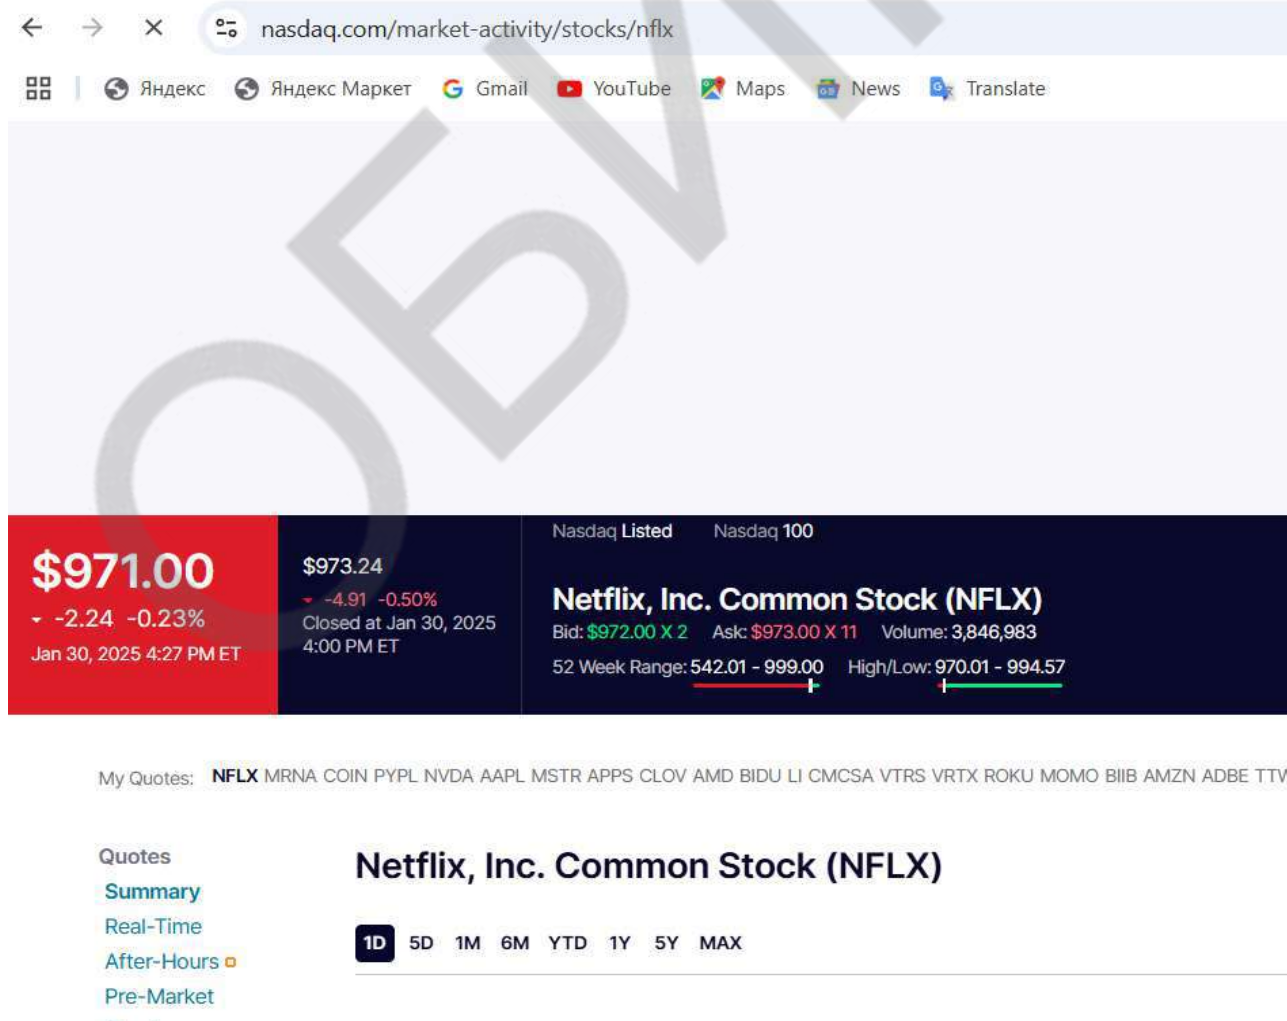 nasdaq.com/market-activity/stocks/nflx
Яндекс Яндекс Маркет Gmail YouTube Maps News Translate
ОБИ
Nasdaq Listed Nasdaq 100
$971.00
-2.24 -0.23%
Jan 30, 2025 4:27 PM ET
$973.24
-4.91 -0.50%
Closed at Jan 30, 2025
4:00 PM ET
Netflix, Inc. Common Stock (NFLX)
Bid: $972.00 X 2 Ask: $973.00 X 11 Volume: 3,846,983
52 Week Range: 542.01 - 999.00 High/Low: 970.01 - 994.57
My Quotes: NFLX MRNA COIN PYPL NVDA AAPL MSTR APPS CLOV AMD BIDU LI CMCSA VTRS VRTX ROKU MOMO BIIB AMZN ADBE
Quotes
Summary
Real-Time
After-Hours
Pre-Market
Netflix, Inc. Common Stock (NFLX)
1D 5D 1M 6M YTD 1Y 5Y MAX